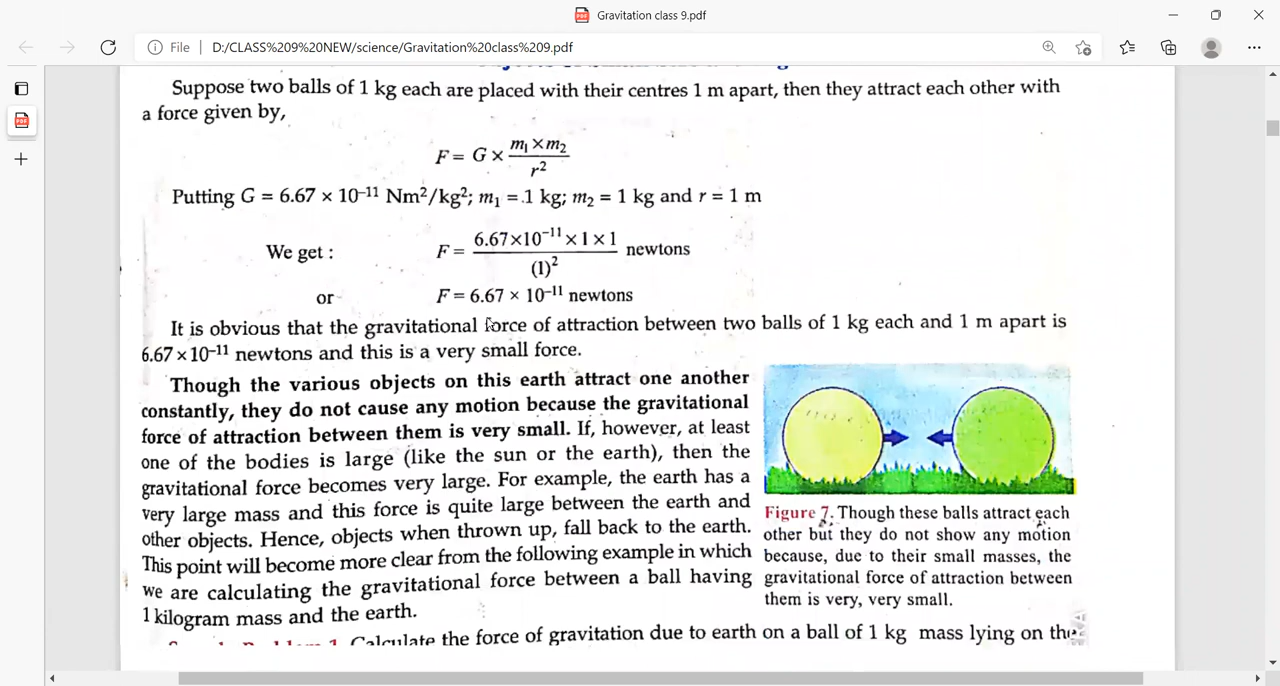 Gravitation class 9.pdf
File | D:/CLASS%209%20NEW/science/Gravitation%20class%209.pdf
Suppose two balls of 1 kg each are placed with their centres 1 m apart, then they attract each other with
a force given by,
F = G × m₁ × m₂ / r²
Putting G = 6.67 × 10⁻¹¹ Nm²/kg²; m₁ = 1 kg; m₂ = 1 kg and r = 1 m
We get : F = 6.67×10⁻¹¹ × 1 × 1 / (1)² newtons
or F = 6.67 × 10⁻¹¹ newtons
It is obvious that the gravitational force of attraction between two balls of 1 kg each and 1 m apart is
6.67 × 10⁻¹¹ newtons and this is a very small force.
Though the various objects on this earth attract one another
constantly, they do not cause any motion because the gravitational
force of attraction between them is very small. If, however, at least
one of the bodies is large (like the sun or the earth), then the
gravitational force becomes very large. For example, the earth has a
very large mass and this force is quite large between the earth and
other objects. Hence, objects when thrown up, fall back to the earth.
This point will become more clear from the following example in which
we are calculating the gravitational force between a ball having
1 kilogram mass and the earth.
Figure 7. Though these balls attract each
other but they do not show any motion
because, due to their small masses, the
gravitational force of attraction between
them is very, very small.
Calculate the force of gravitation due to earth on a ball of 1 kg mass lying on the